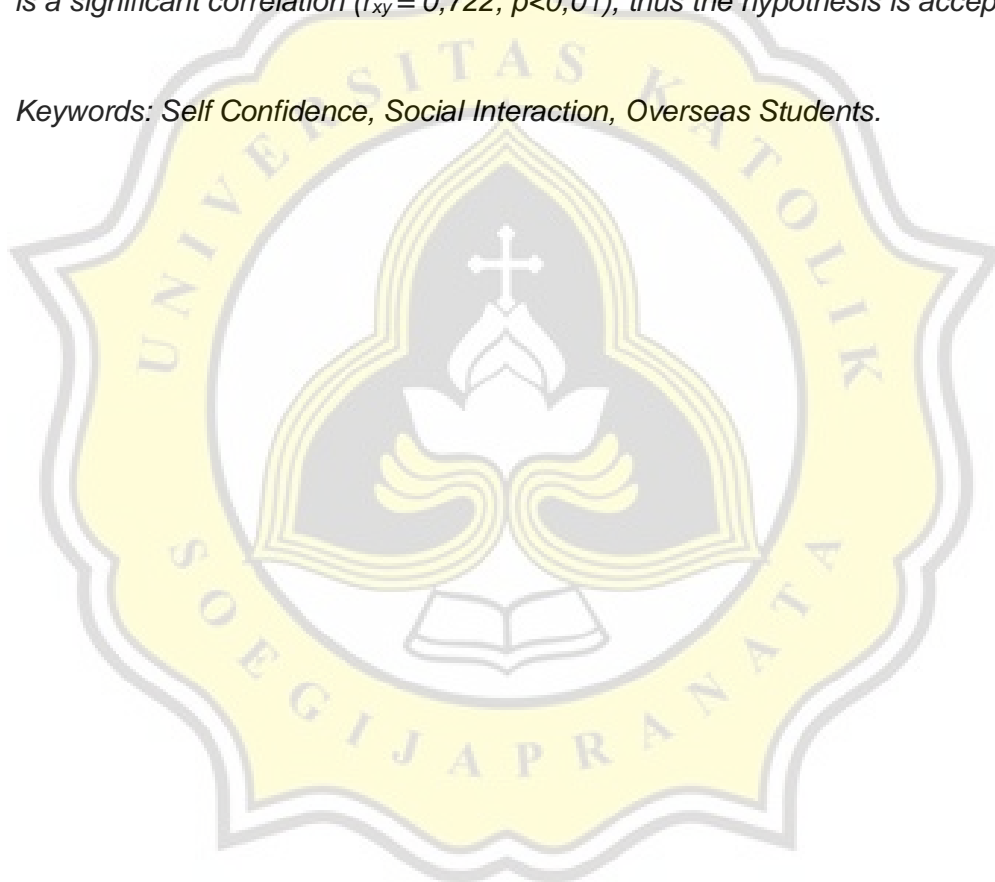 is a significant correlation (rxy = 0,722; p<0,01), thus the hypothesis is accep
Keywords: Self Confidence, Social Interaction, Overseas Students.
UNIVERSITAS KATOLIK
SOEGIJAPRANATA